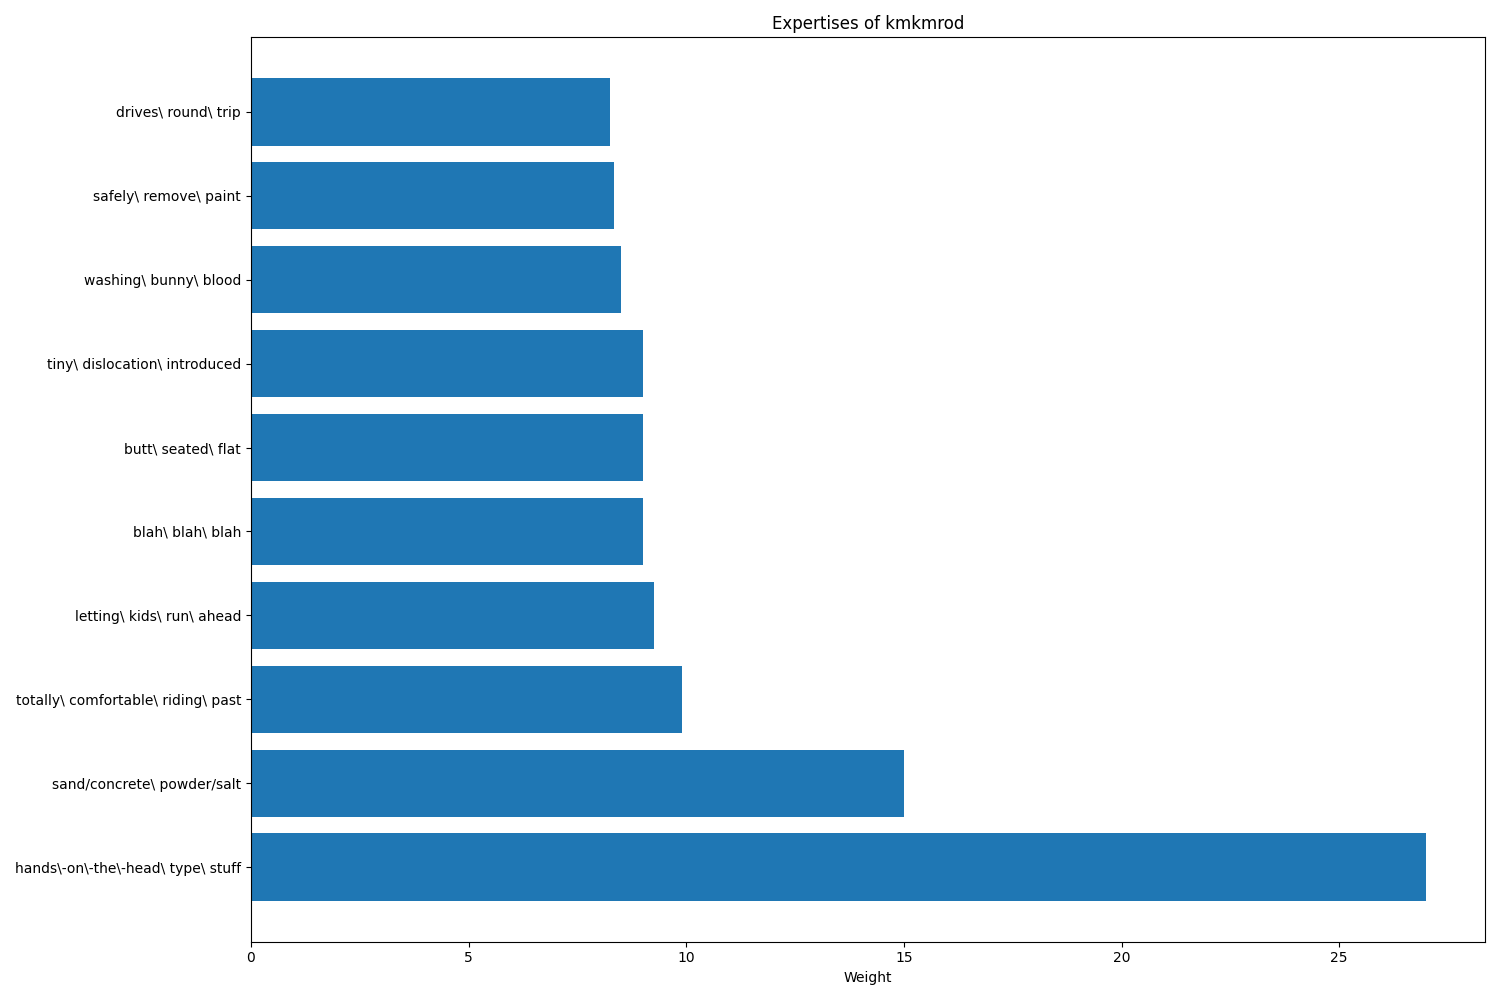 Expertises of kmkmrod
drives\ round\ trip
safely\ remove\ paint
washing\ bunny\ blood
tiny\ dislocation\ introduced
butt\ seated\ flat
blah\ blah\ blah
letting\ kids\ run\ ahead
totally\ comfortable\ riding\ past
sand/concrete\ powder/salt
hands\-on\-the\-head\ type\ stuff
0 5 10 15 20 25
Weight